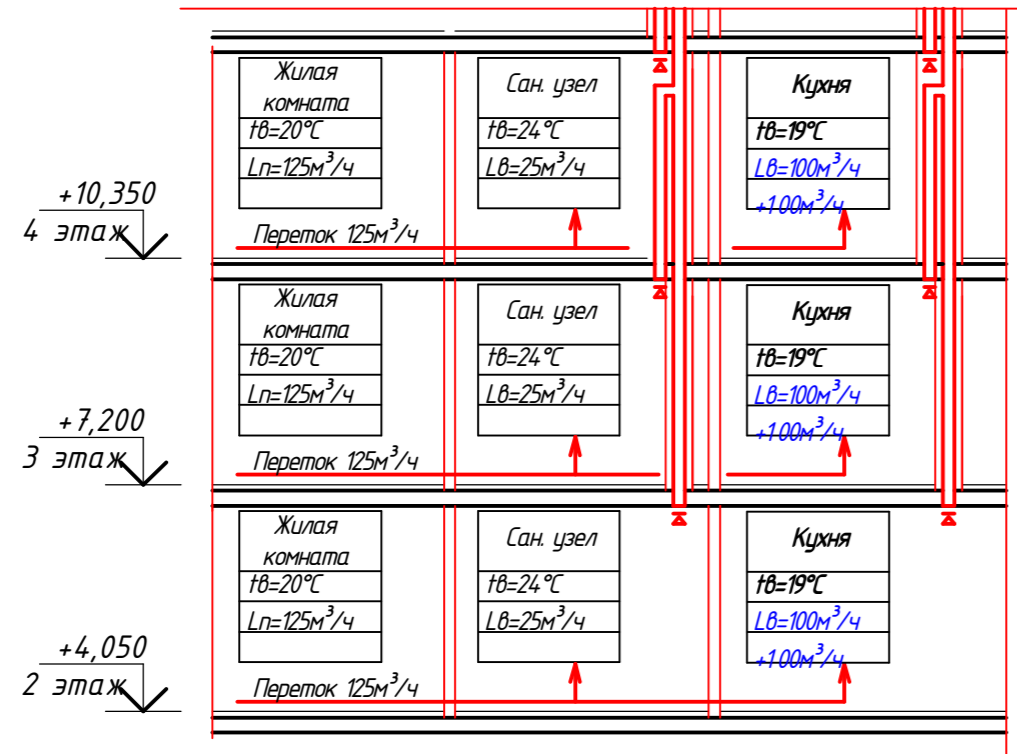 Жилая
комната
tв=20°C
Lп=125м³/ч
Сан. узел
tв=24°C
Lв=25м³/ч
Кухня
tв=19°C
Lв=100м³/ч
+100м³/ч
+10,350
4 этаж
Переток 125м³/ч
Жилая
комната
tв=20°C
Lп=125м³/ч
Сан. узел
tв=24°C
Lв=25м³/ч
Кухня
tв=19°C
Lв=100м³/ч
+100м³/ч
+7,200
3 этаж
Переток 125м³/ч
Жилая
комната
tв=20°C
Lп=125м³/ч
Сан. узел
tв=24°C
Lв=25м³/ч
Кухня
tв=19°C
Lв=100м³/ч
+100м³/ч
+4,050
2 этаж
Переток 125м³/ч